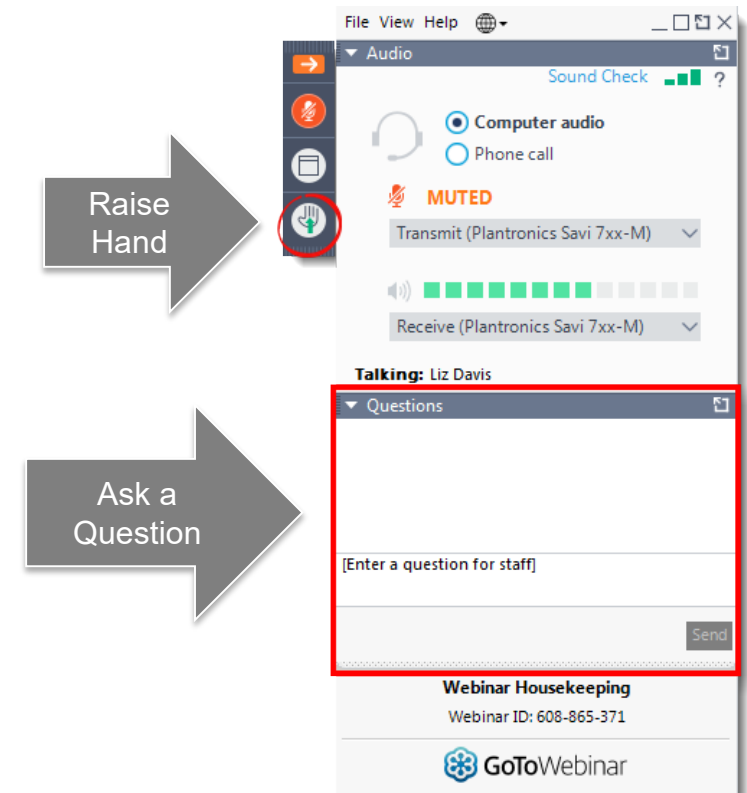 File View Help
Audio
Sound Check ?
Computer audio
Phone call
MUTED
Transmit (Plantronics Savi 7xx-M)
Receive (Plantronics Savi 7xx-M)
Talking: Liz Davis
Raise
Hand
Questions
Ask a
Question
[Enter a question for staff]
Send
Webinar Housekeeping
Webinar ID: 608-865-371
GoToWebinar